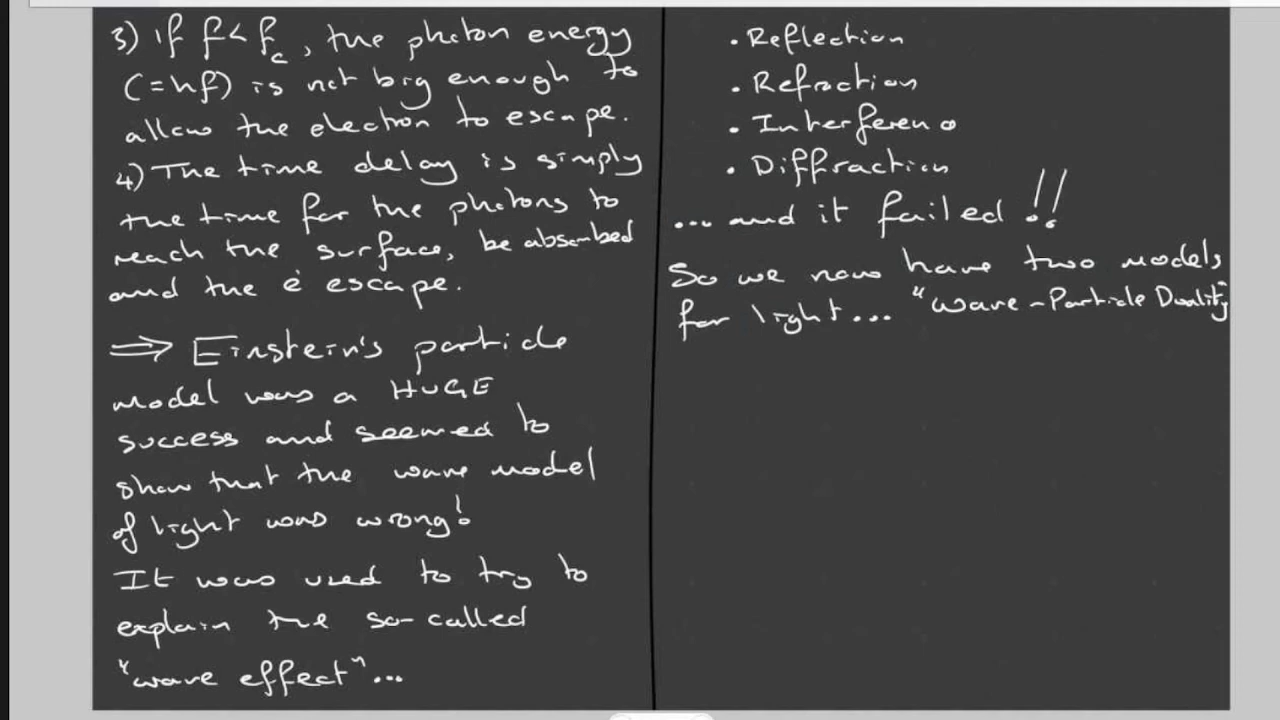 3) If f < fc, the photon energy
(=hf) is not big enough to
allow the electron to escape.
4) The time delay is simply
the time for the photons to
reach the surface, be absorbed
and the e⁻ escape.
⇒ Einstein's particle
model was a HUGE
success and seemed to
show that the wave model
of light was wrong!
It was used to try to
explain the so-called
"wave effect"...
• Reflection
• Refraction
• Interference
• Diffraction
... and it failed!!
So we now have two models
for light... "Wave-Particle Duality"